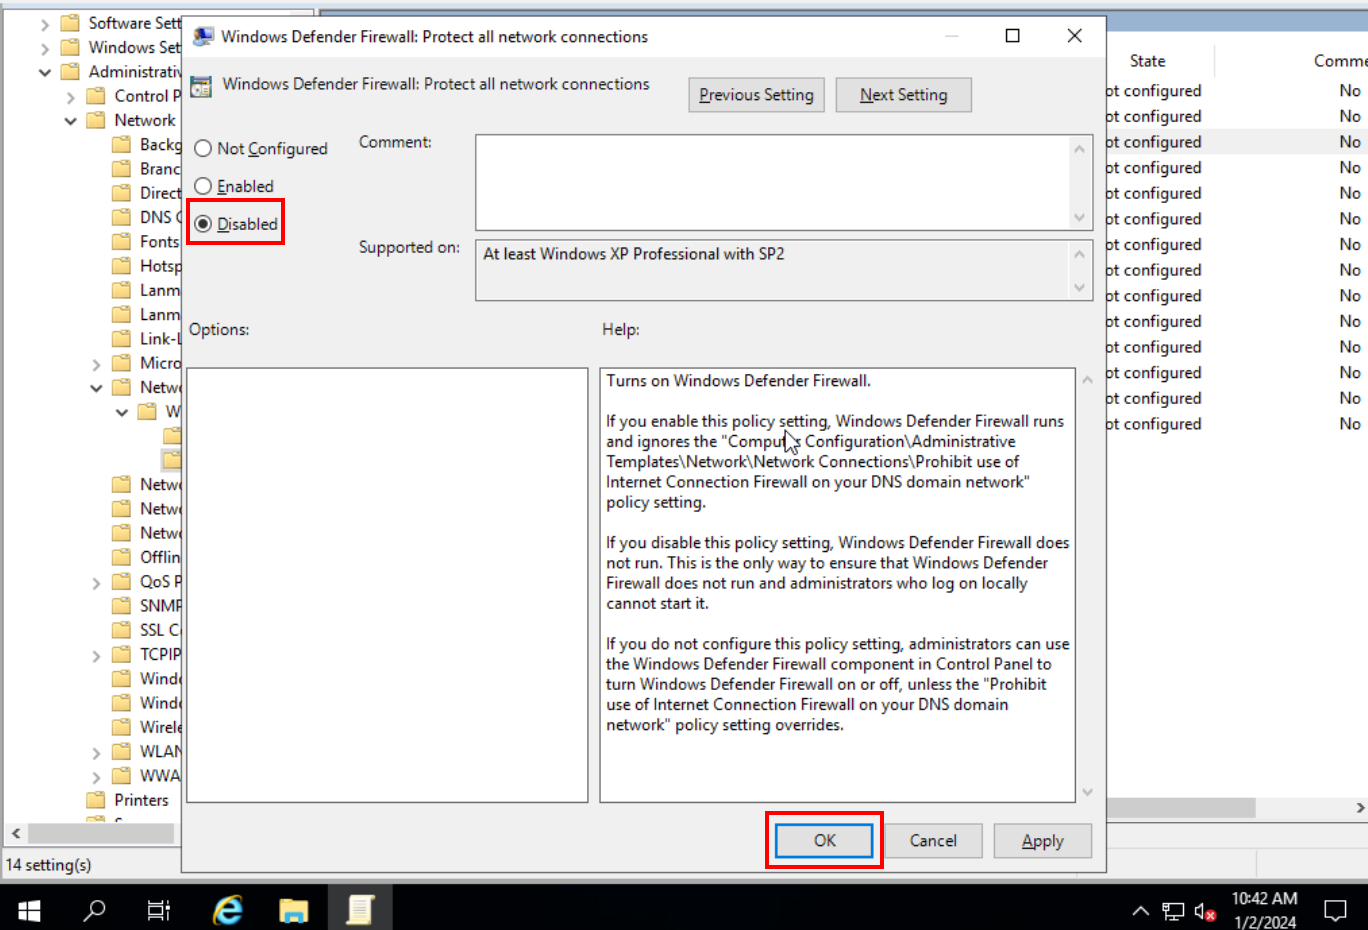 Software Sett
Windows Set
Administrativ
Control P
Network
Backg
Branc
Direct
DNS C
Fonts
Hotsp
Lanm
Lanm
Link-L
Micro
Netwo
W
Netwo
Netwo
Netwo
Offlin
QoS P
SNMP
SSL Co
TCPIP
Windo
Windo
Wirele
WLAN
WWA
Printers
14 setting(s)
Windows Defender Firewall: Protect all network connections
Windows Defender Firewall: Protect all network connections
Previous Setting
Next Setting
Not Configured
Enabled
Disabled
Comment:
Supported on:
At least Windows XP Professional with SP2
Options:
Help:
Turns on Windows Defender Firewall.
If you enable this policy setting, Windows Defender Firewall runs
and ignores the "Computer Configuration\Administrative
Templates\Network\Network Connections\Prohibit use of
Internet Connection Firewall on your DNS domain network"
policy setting.
If you disable this policy setting, Windows Defender Firewall does
not run. This is the only way to ensure that Windows Defender
Firewall does not run and administrators who log on locally
cannot start it.
If you do not configure this policy setting, administrators can use
the Windows Defender Firewall component in Control Panel to
turn Windows Defender Firewall on or off, unless the "Prohibit
use of Internet Connection Firewall on your DNS domain
network" policy setting overrides.
OK
Cancel
Apply
State Comme
ot configured No
ot configured No
ot configured No
ot configured No
ot configured No
ot configured No
ot configured No
ot configured No
ot configured No
ot configured No
ot configured No
ot configured No
ot configured No
ot configured No
10:42 AM
1/2/2024